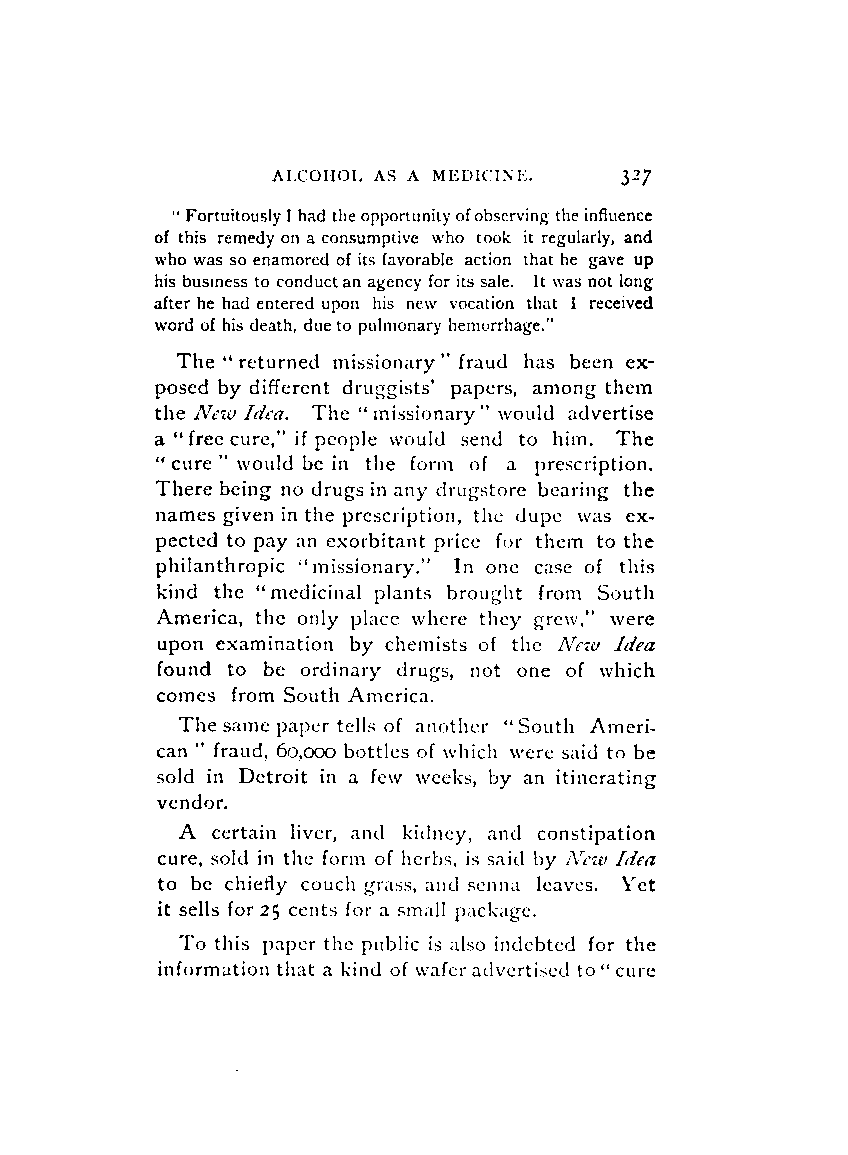 ALCOHOL AS A MEDICINE. 327
" Fortuitously I had the opportunity of observing the influence
of this remedy on a consumptive who took it regularly, and
who was so enamored of its favorable action that he gave up
his business to conduct an agency for its sale. It was not long
after he had entered upon his new vocation that I received
word of his death, due to pulmonary hemorrhage."
The " returned missionary " fraud has been ex-
posed by different druggists' papers, among them
the New Idea. The " missionary " would advertise
a " free cure," if people would send to him. The
" cure " would be in the form of a prescription.
There being no drugs in any drugstore bearing the
names given in the prescription, the dupe was ex-
pected to pay an exorbitant price for them to the
philanthropic "missionary." In one case of this
kind the "medicinal plants brought from South
America, the only place where they grew," were
upon examination by chemists of the New Idea
found to be ordinary drugs, not one of which
comes from South America.
The same paper tells of another "South Ameri-
can " fraud, 60,000 bottles of which were said to be
sold in Detroit in a few weeks, by an itinerating
vendor.
A certain liver, and kidney, and constipation
cure, sold in the form of herbs, is said by New Idea
to be chiefly couch grass, and senna leaves. Yet
it sells for 25 cents for a small package.
To this paper the public is also indebted for the
information that a kind of wafer advertised to " cure